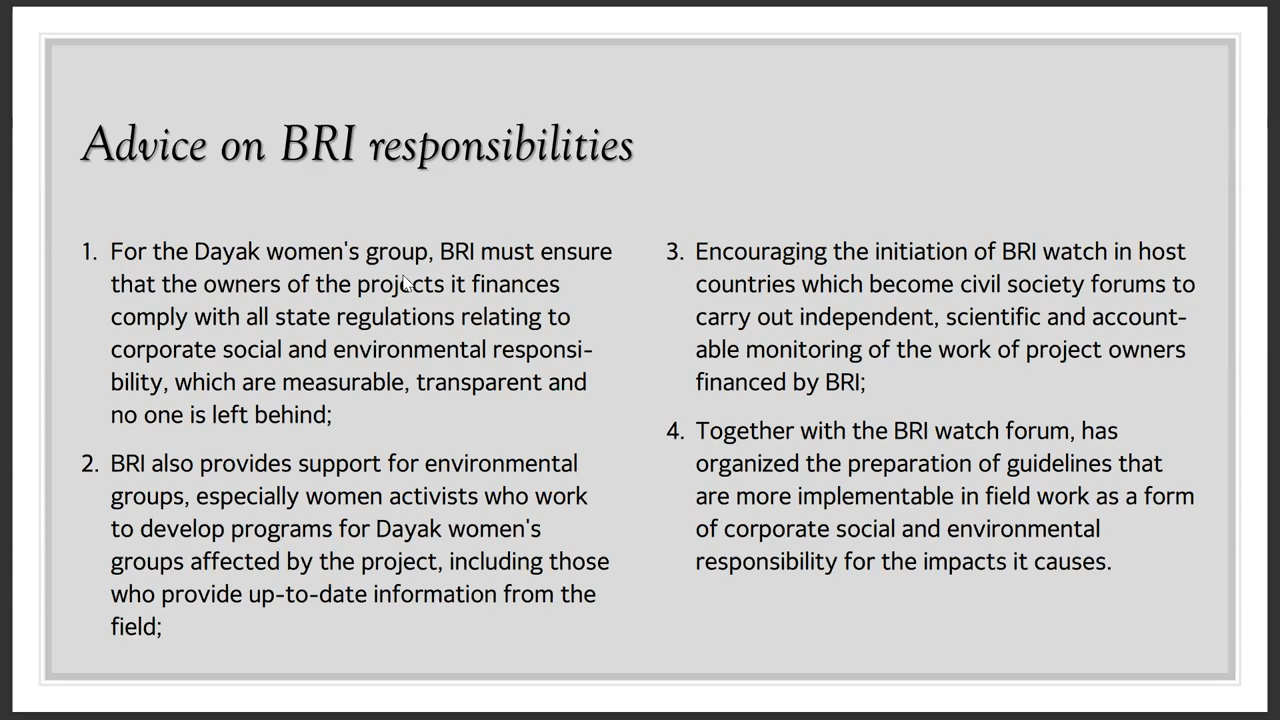 Advice on BRI responsibilities
1. For the Dayak women's group, BRI must ensure
that the owners of the projects it finances
comply with all state regulations relating to
corporate social and environmental responsi-
bility, which are measurable, transparent and
no one is left behind;
2. BRI also provides support for environmental
groups, especially women activists who work
to develop programs for Dayak women's
groups affected by the project, including those
who provide up-to-date information from the
field;
3. Encouraging the initiation of BRI watch in host
countries which become civil society forums to
carry out independent, scientific and account-
able monitoring of the work of project owners
financed by BRI;
4. Together with the BRI watch forum, has
organized the preparation of guidelines that
are more implementable in field work as a form
of corporate social and environmental
responsibility for the impacts it causes.